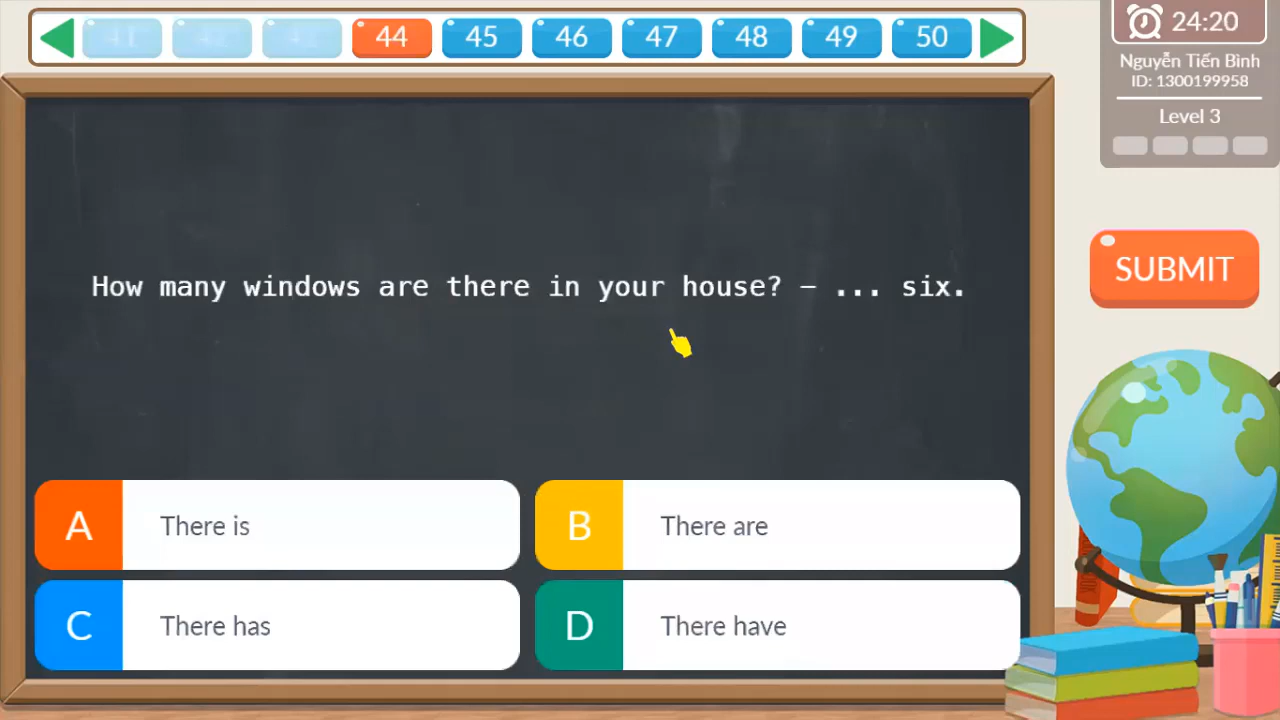 44 45 46 47 48 49 50
24:20
Nguyễn Tiến Bình
ID: 1300199958
Level 3
How many windows are there in your house? – ... six.
SUBMIT
A There is
B There are
C There has
D There have